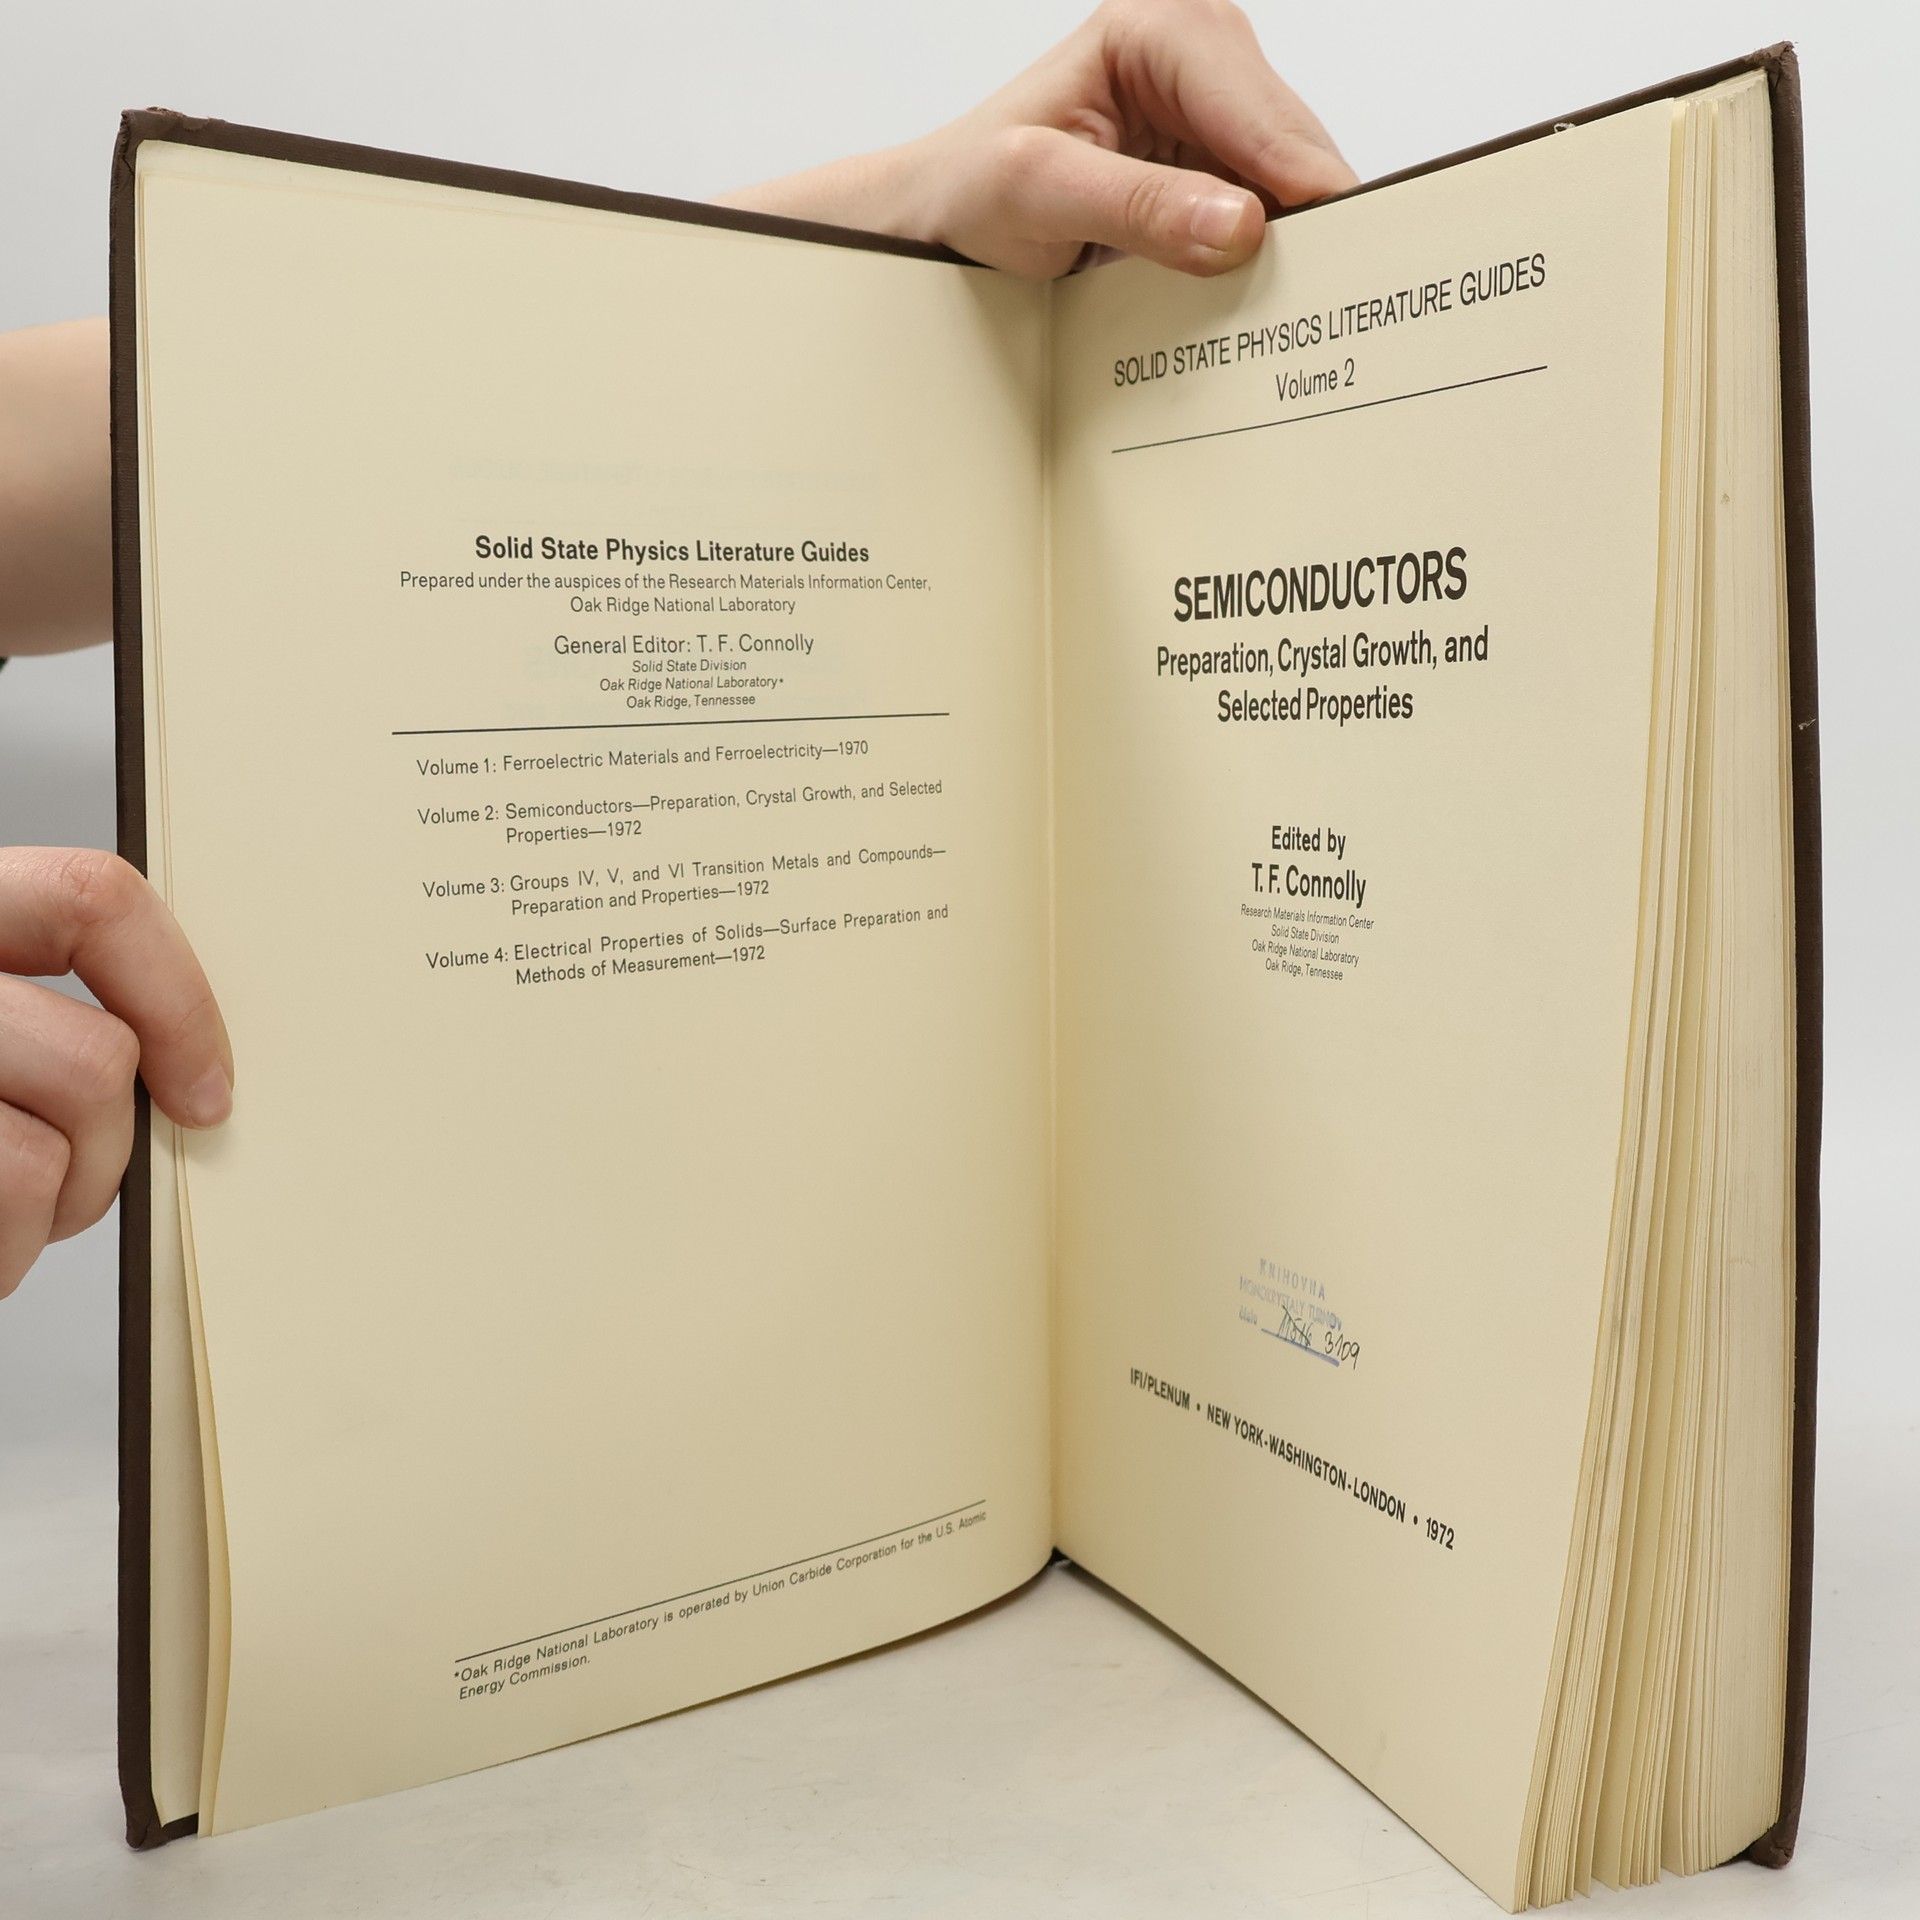 Solid State Physics Literature Guides
Prepared under the auspices of the Research Materials Information Center,
Oak Ridge National Laboratory
General Editor: T. F. Connolly
Solid State Division
Oak Ridge National Laboratory*
Oak Ridge, Tennessee
Volume 1: Ferroelectric Materials and Ferroelectricity—1970
Volume 2: Semiconductors—Preparation, Crystal Growth, and Selected
Properties—1972
Volume 3: Groups IV, V, and VI Transition Metals and Compounds—
Preparation and Properties—1972
Volume 4: Electrical Properties of Solids—Surface Preparation and
Methods of Measurement—1972
*Oak Ridge National Laboratory is operated by Union Carbide Corporation for the U.S. Atomic
Energy Commission.
SOLID STATE PHYSICS LITERATURE GUIDES
Volume 2
SEMICONDUCTORS
Preparation, Crystal Growth, and
Selected Properties
Edited by
T. F. Connolly
Research Materials Information Center
Solid State Division
Oak Ridge National Laboratory
Oak Ridge, Tennessee
KNIHOVNA
MONOKRYSTALY TURNOV
3109
IFI/PLENUM • NEW YORK-WASHINGTON-LONDON • 1972